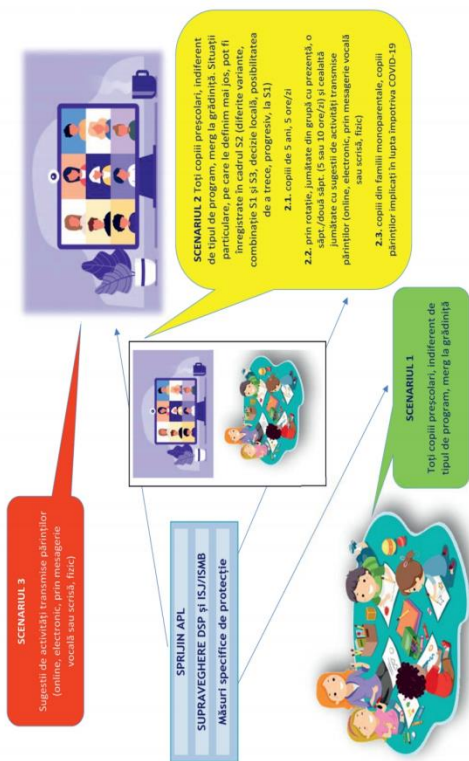 SCENARIUL 3
Sugestii de activități transmise părinților
(online, electronic, prin mesagerie
vocală sau scrisă, fizic)
SPRIJIN APL
SUPRAVEGHERE DSP și ISJ/ISMB
Măsuri specifice de protecție
SCENARIUL 2 Toți copiii preșcolari, indiferent
de tipul de program, merg la grădiniță. Situații
particulare, pe care le definim mai jos, pot fi
înregistrate în cadrul S2 (diferite variante,
combinație S1 și S3, decizie locală, posibilitatea
de a trece, progresiv, la S1)
2.1. copiii de 5 ani, 5 ore/zi
2.2. prin rotație, jumătate din grupă cu prezență, o
săpt./două săpt. (5 sau 10 ore/zi) și cealaltă
jumătate cu sugestii de activități transmise
părinților (online, electronic, prin mesagerie vocală
sau scrisă, fizic)
2.3. copiii din familii monoparentale, copiii
părinților implicați în lupta împotriva COVID-19
SCENARIUL 1
Toți copiii preșcolari, indiferent de
tipul de program, merg la grădiniță